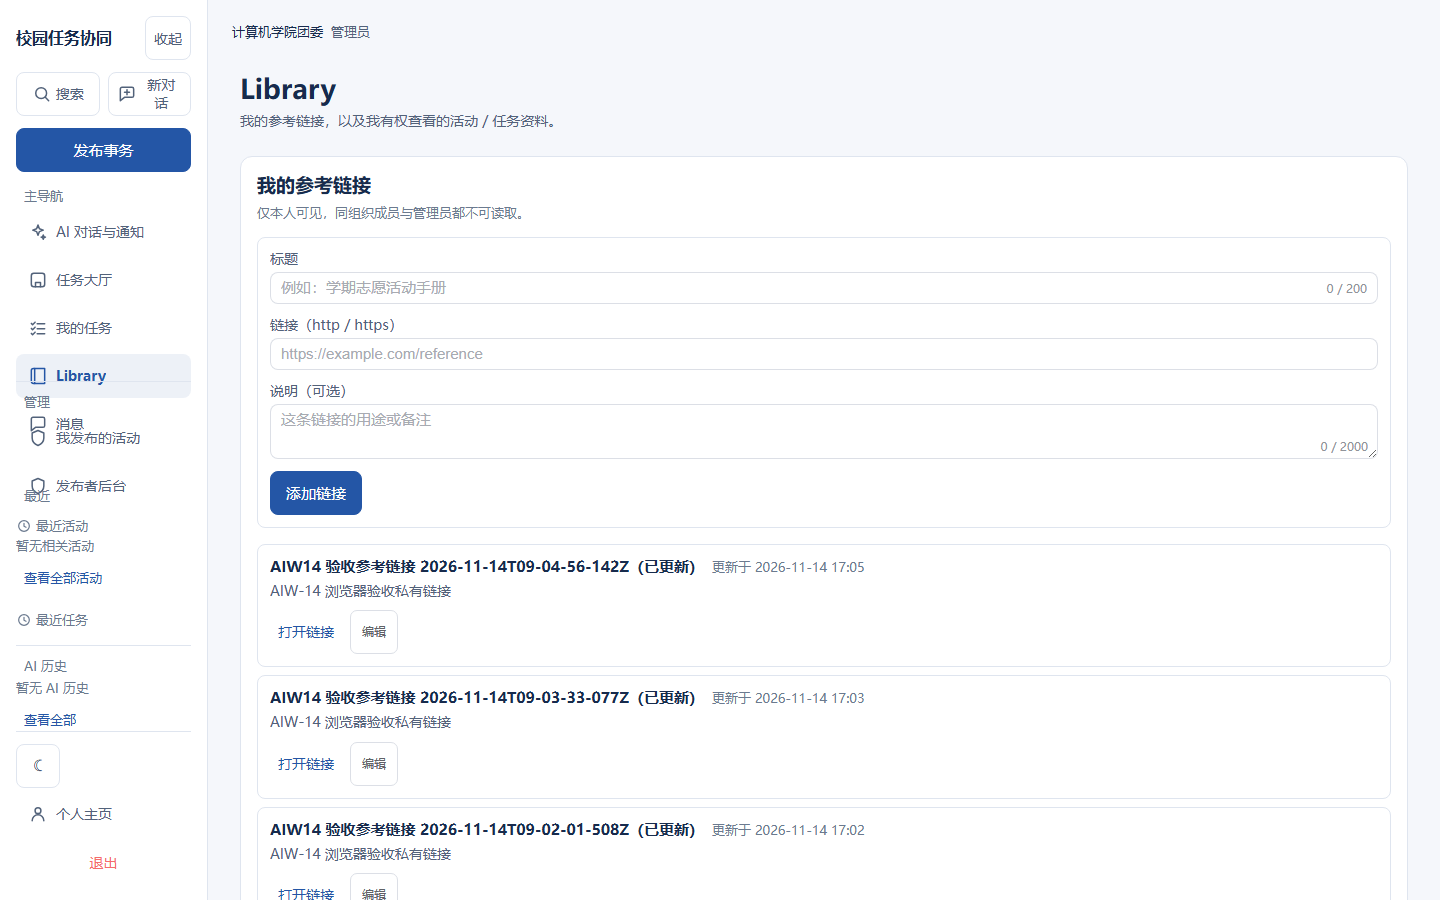 校园任务协同
收起
搜索
新对话
发布事务
主导航
AI 对话与通知
任务大厅
我的任务
Library
管理
消息
我发布的活动
发布者后台
最近
最近活动
暂无相关活动
查看全部活动
最近任务
AI 历史
暂无 AI 历史
查看全部
☾
个人主页
退出
计算机学院团委 管理员
Library
我的参考链接，以及我有权查看的活动 / 任务资料。
我的参考链接
仅本人可见，同组织成员与管理员都不可读取。
标题
例如：学期志愿活动手册 0 / 200
链接（http / https）
https://example.com/reference
说明（可选）
这条链接的用途或备注
0 / 2000
添加链接
AIW14 验收参考链接 2026-11-14T09-04-56-142Z（已更新） 更新于 2026-11-14 17:05
AIW-14 浏览器验收私有链接
打开链接 编辑
AIW14 验收参考链接 2026-11-14T09-03-33-077Z（已更新） 更新于 2026-11-14 17:03
AIW-14 浏览器验收私有链接
打开链接 编辑
AIW14 验收参考链接 2026-11-14T09-02-01-508Z（已更新） 更新于 2026-11-14 17:02
AIW-14 浏览器验收私有链接
打开链接 编辑